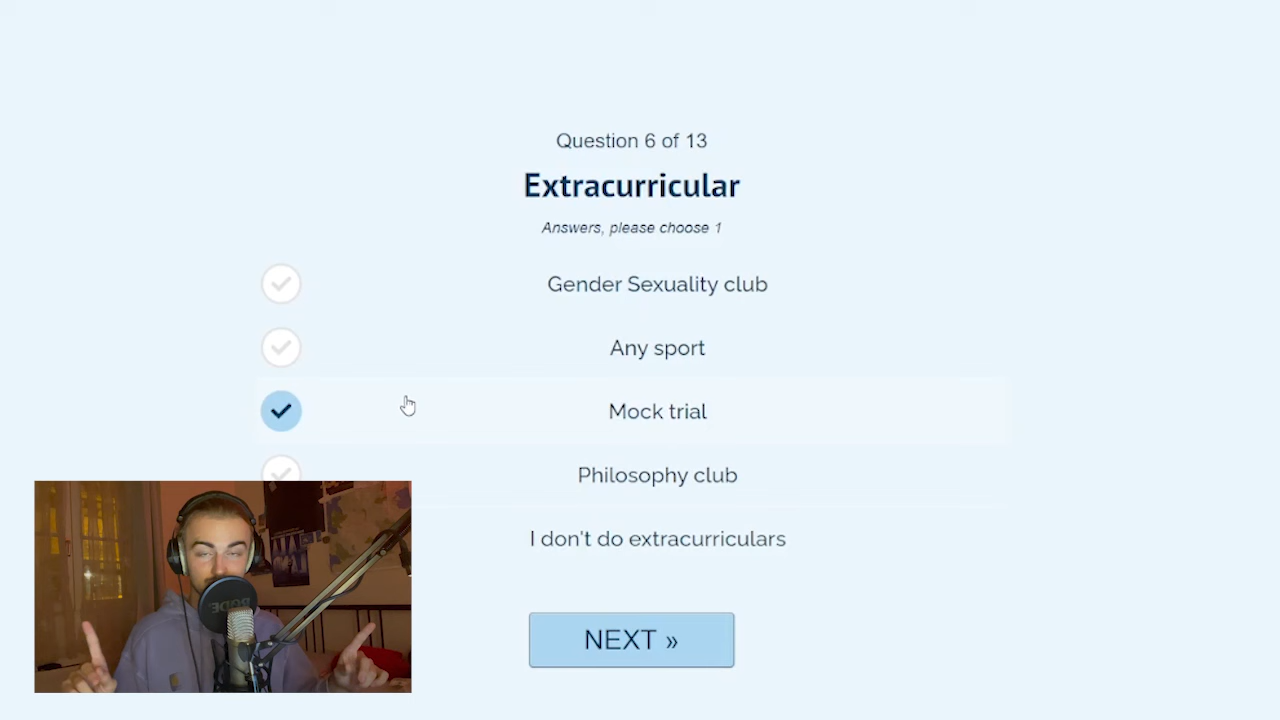 Question 6 of 13
Extracurricular
Answers, please choose 1
Gender Sexuality club
Any sport
Mock trial
Philosophy club
I don't do extracurriculars
NEXT »
RODE